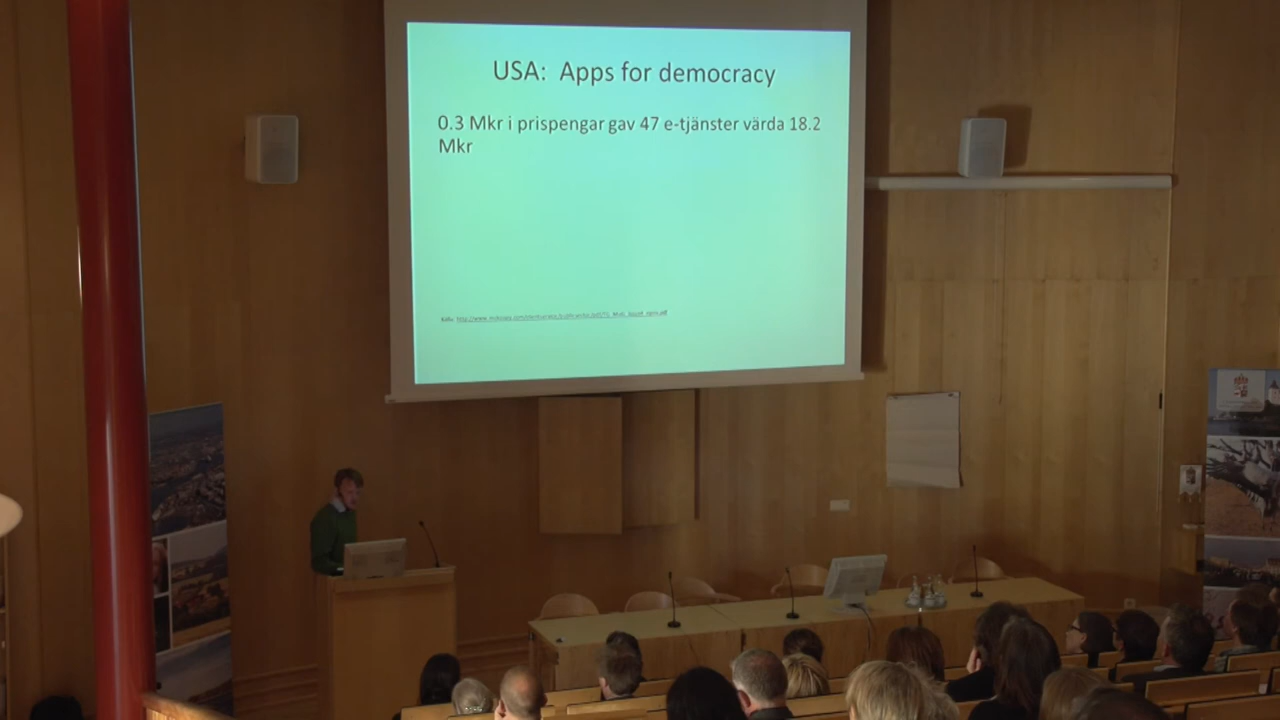 USA: Apps for democracy
0.3 Mkr i prispengar gav 47 e-tjänster värda 18.2
Mkr